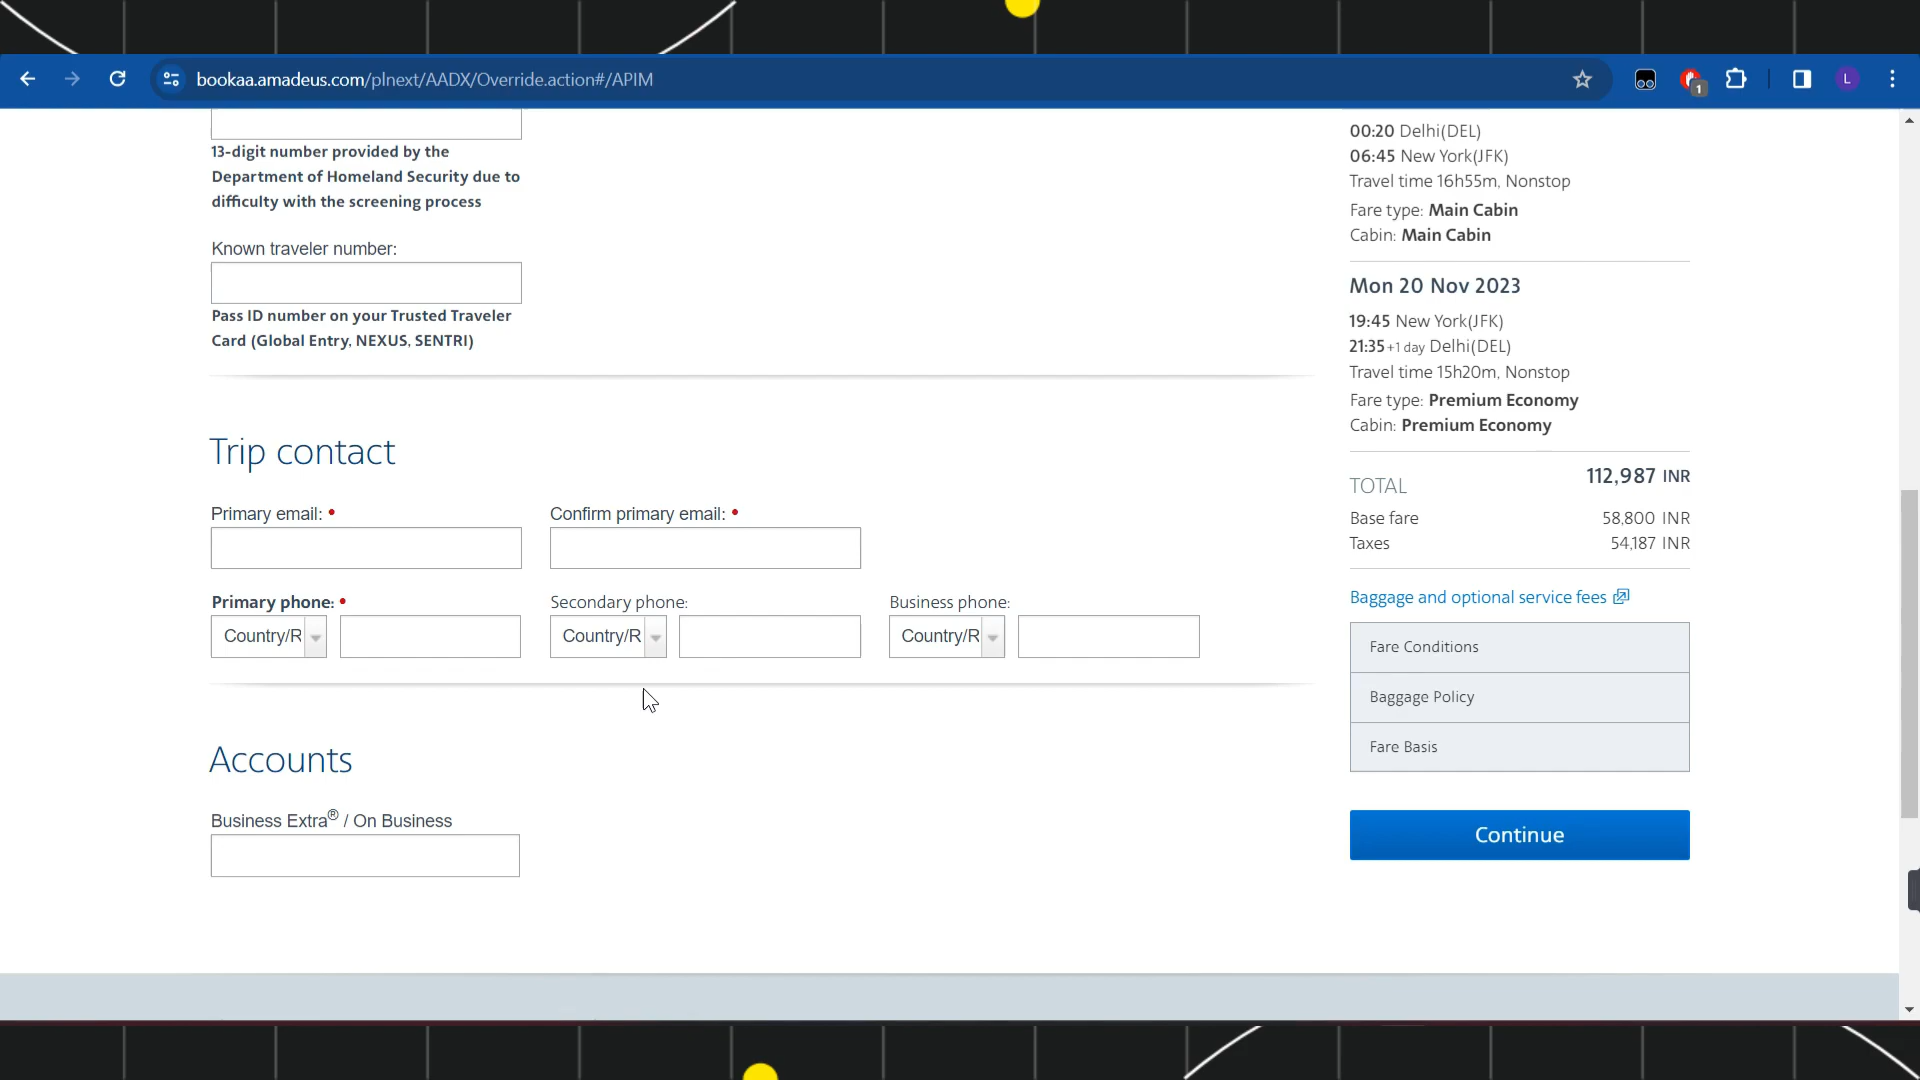 bookaa.amadeus.com/plnext/AADX/Override.action#/APIM
1
L
13-digit number provided by the
Department of Homeland Security due to
difficulty with the screening process
Known traveler number:
Pass ID number on your Trusted Traveler
Card (Global Entry, NEXUS, SENTRI)
Trip contact
Primary email: •
Confirm primary email: •
Primary phone: •
Secondary phone:
Business phone:
Country/R
Country/R
Country/R
Accounts
Business Extra® / On Business
00:20 Delhi(DEL)
06:45 New York(JFK)
Travel time 16h55m, Nonstop
Fare type: Main Cabin
Cabin: Main Cabin
Mon 20 Nov 2023
19:45 New York(JFK)
21:35 +1 day Delhi(DEL)
Travel time 15h20m, Nonstop
Fare type: Premium Economy
Cabin: Premium Economy
TOTAL 112,987 INR
Base fare 58,800 INR
Taxes 54,187 INR
Baggage and optional service fees
Fare Conditions
Baggage Policy
Fare Basis
Continue